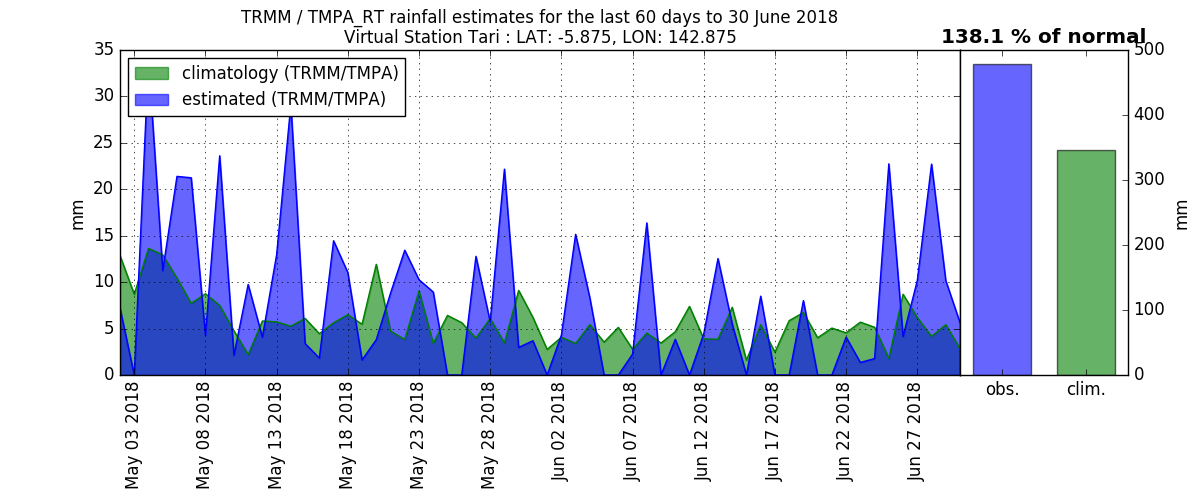 TRMM / TMPA_RT rainfall estimates for the last 60 days to 30 June 2018
Virtual Station Tari : LAT: -5.875, LON: 142.875
138.1 % of normal
climatology (TRMM/TMPA)
estimated (TRMM/TMPA)
35
30
25
20
15
10
5
0
mm
May 03 2018
May 08 2018
May 13 2018
May 18 2018
May 23 2018
May 28 2018
Jun 02 2018
Jun 07 2018
Jun 12 2018
Jun 17 2018
Jun 22 2018
Jun 27 2018
obs.
clim.
500
400
300
200
100
0
mm